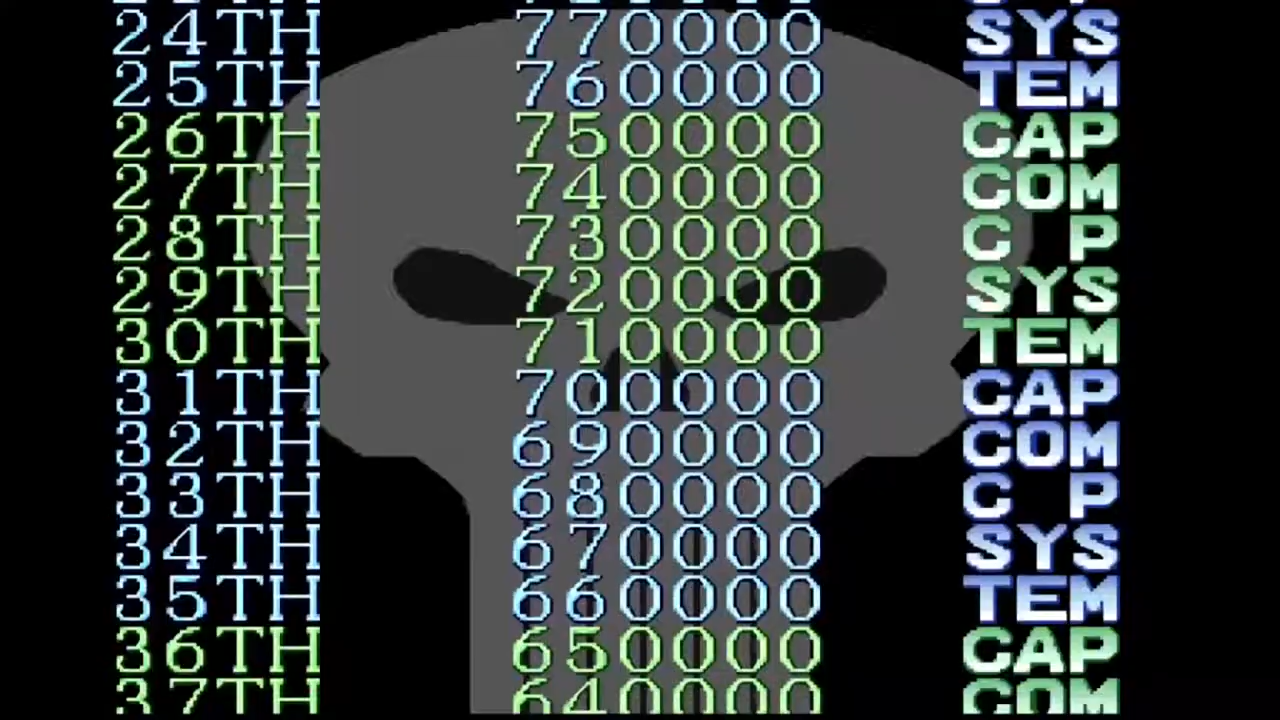 24TH 770000 SYS
25TH 760000 TEM
26TH 750000 CAP
27TH 740000 COM
28TH 730000 C P
29TH 720000 SYS
30TH 710000 TEM
31TH 700000 CAP
32TH 690000 COM
33TH 680000 C P
34TH 670000 SYS
35TH 660000 TEM
36TH 650000 CAP
37TH 640000 COM